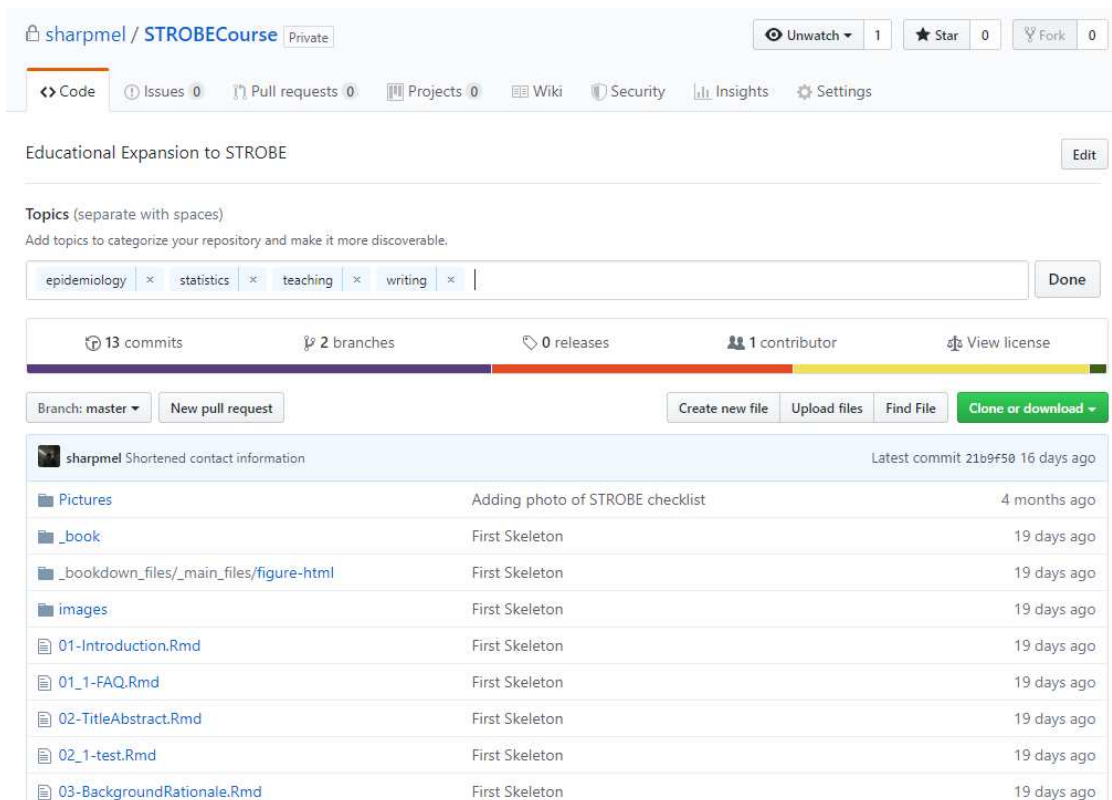 sharpmel / STROBECourse Private Unwatch 1 Star 0 Fork 0
Code Issues 0 Pull requests 0 Projects 0 Wiki Security Insights Settings
Educational Expansion to STROBE Edit
Topics (separate with spaces)
Add topics to categorize your repository and make it more discoverable.
epidemiology × statistics × teaching × writing × Done
13 commits 2 branches 0 releases 1 contributor View license
Branch: master New pull request Create new file Upload files Find File Clone or download
sharpmel Shortened contact information Latest commit 21b9f50 16 days ago
Pictures Adding photo of STROBE checklist 4 months ago
_book First Skeleton 19 days ago
_bookdown_files/_main_files/figure-html First Skeleton 19 days ago
images First Skeleton 19 days ago
01-Introduction.Rmd First Skeleton 19 days ago
01_1-FAQ.Rmd First Skeleton 19 days ago
02-TitleAbstract.Rmd First Skeleton 19 days ago
02_1-test.Rmd First Skeleton 19 days ago
03-BackgroundRationale.Rmd First Skeleton 19 days ago